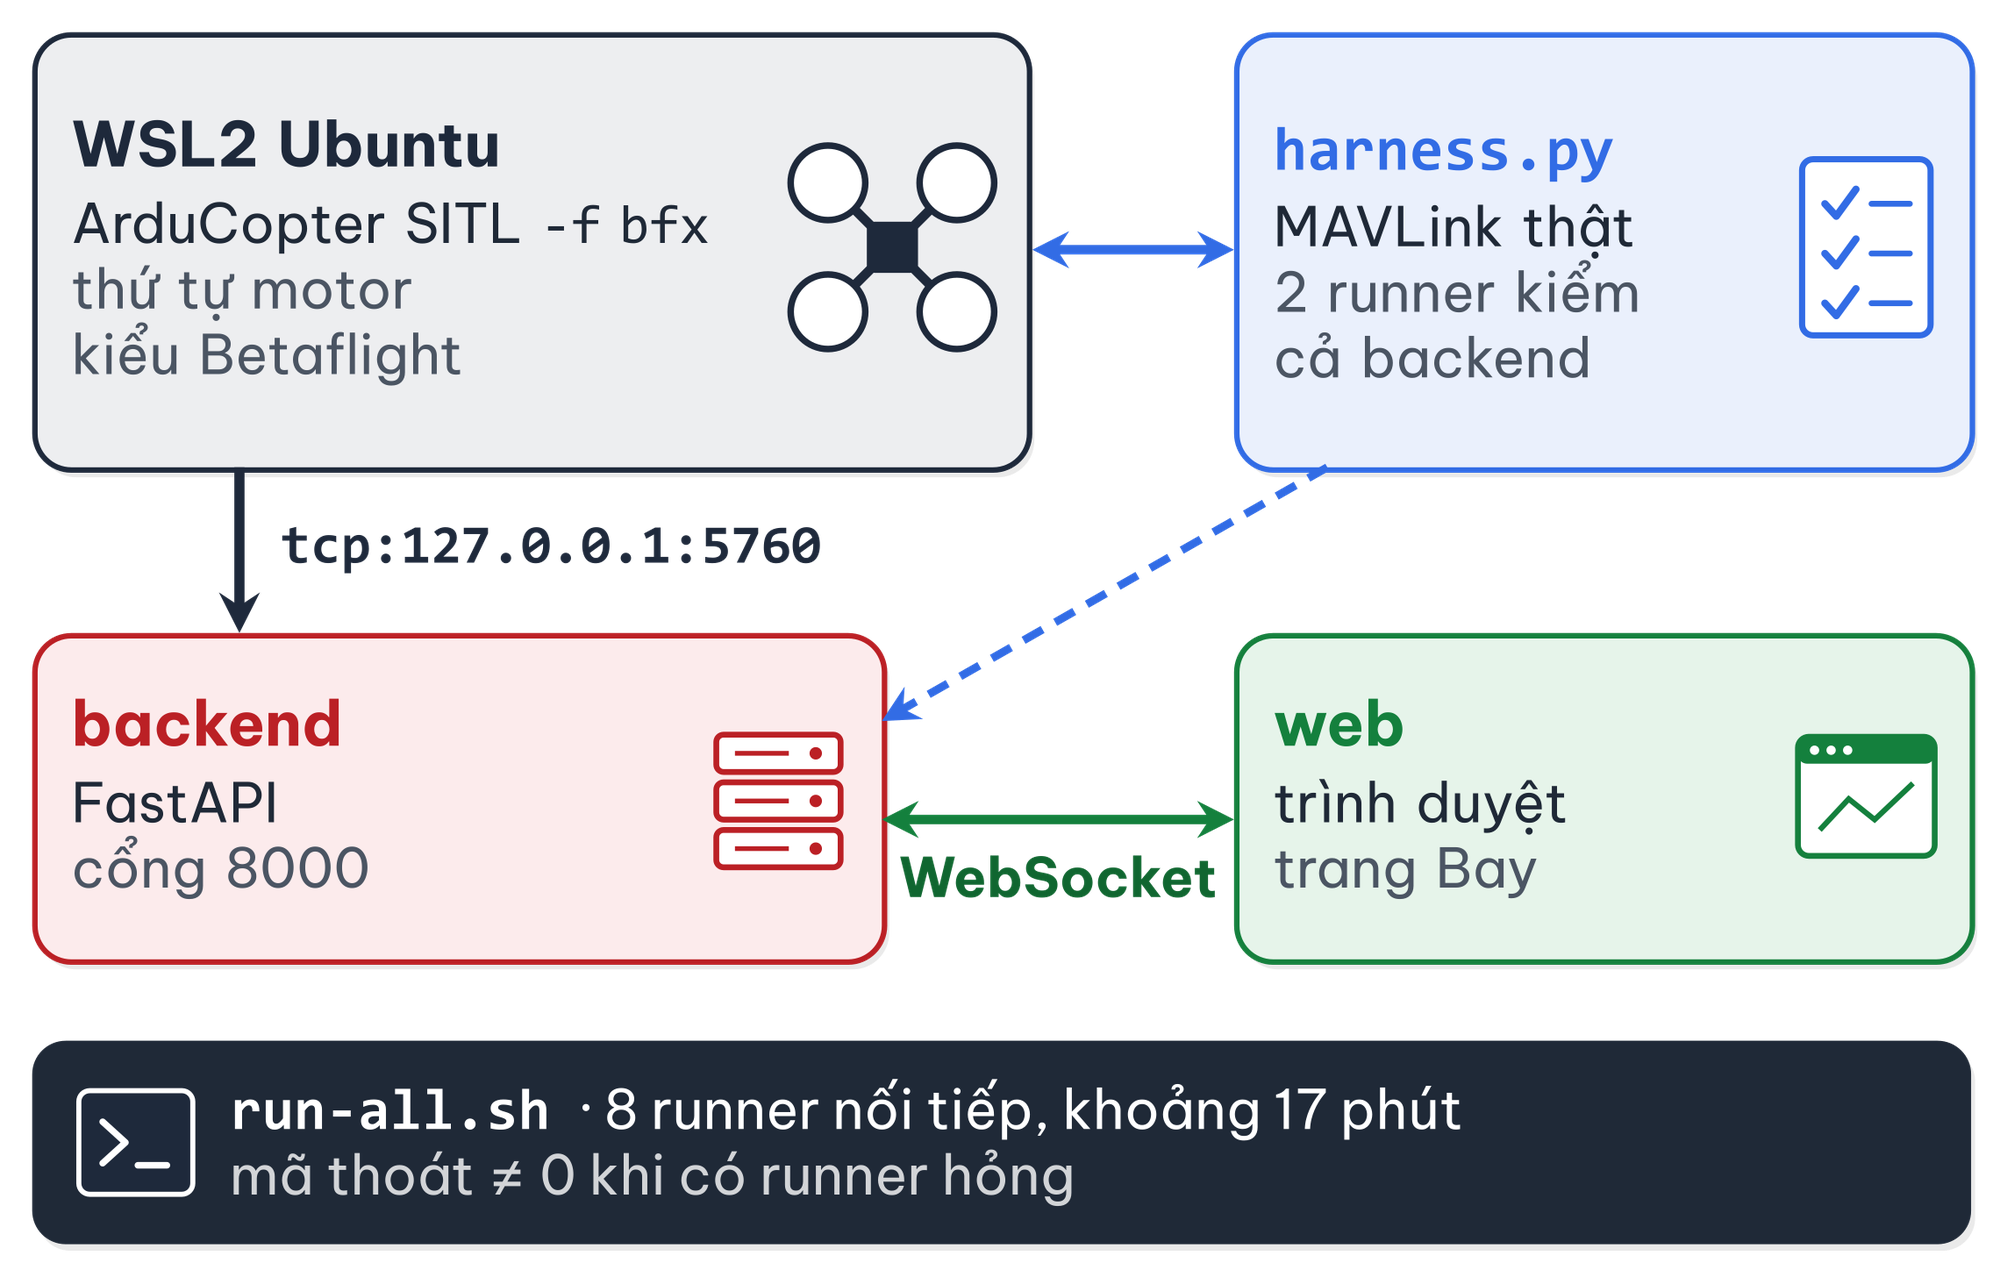 WSL2 Ubuntu
ArduCopter SITL -f bfx
thứ tự motor
kiểu Betaflight
harness.py
MAVLink thật
2 runner kiểm
cả backend
tcp:127.0.0.1:5760
backend
FastAPI
cổng 8000
WebSocket
web
trình duyệt
trang Bay
run-all.sh · 8 runner nối tiếp, khoảng 17 phút
mã thoát ≠ 0 khi có runner hỏng